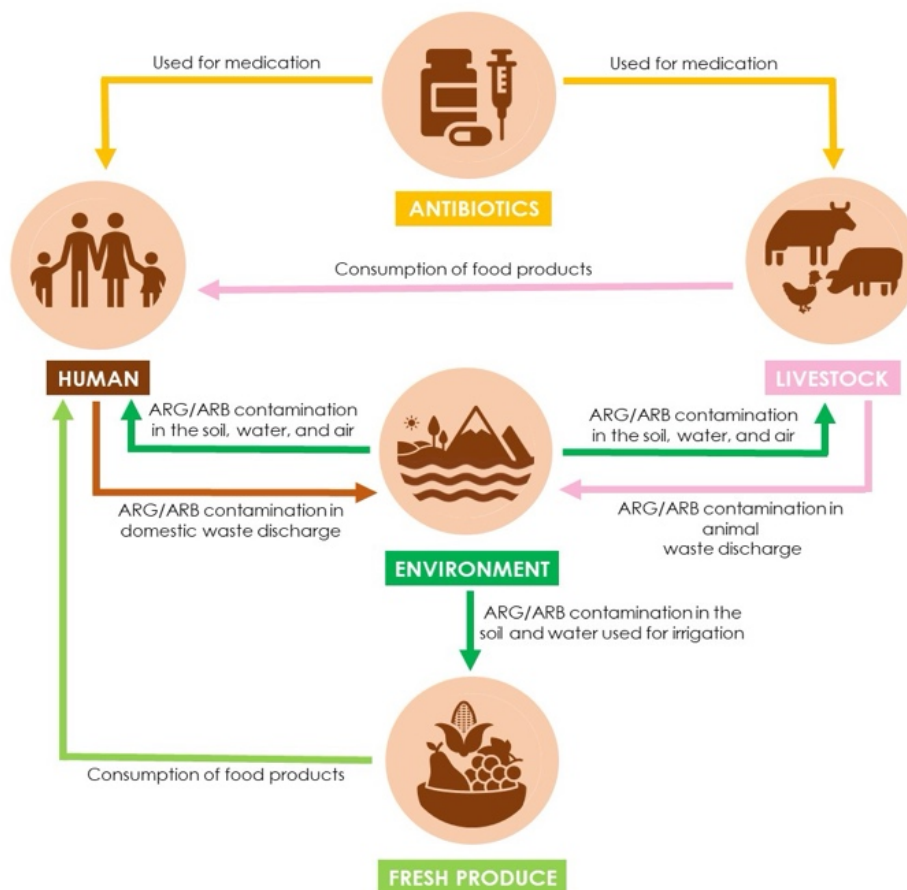 Used for medication
Used for medication
ANTIBIOTICS
Consumption of food products
HUMAN
LIVESTOCK
ARG/ARB contamination
in the soil, water, and air
ARG/ARB contamination
in the soil, water, and air
ARG/ARB contamination in
domestic waste discharge
ARG/ARB contamination in
animal
waste discharge
ENVIRONMENT
ARG/ARB contamination in the
soil and water used for irrigation
Consumption of food products
FRESH PRODUCE